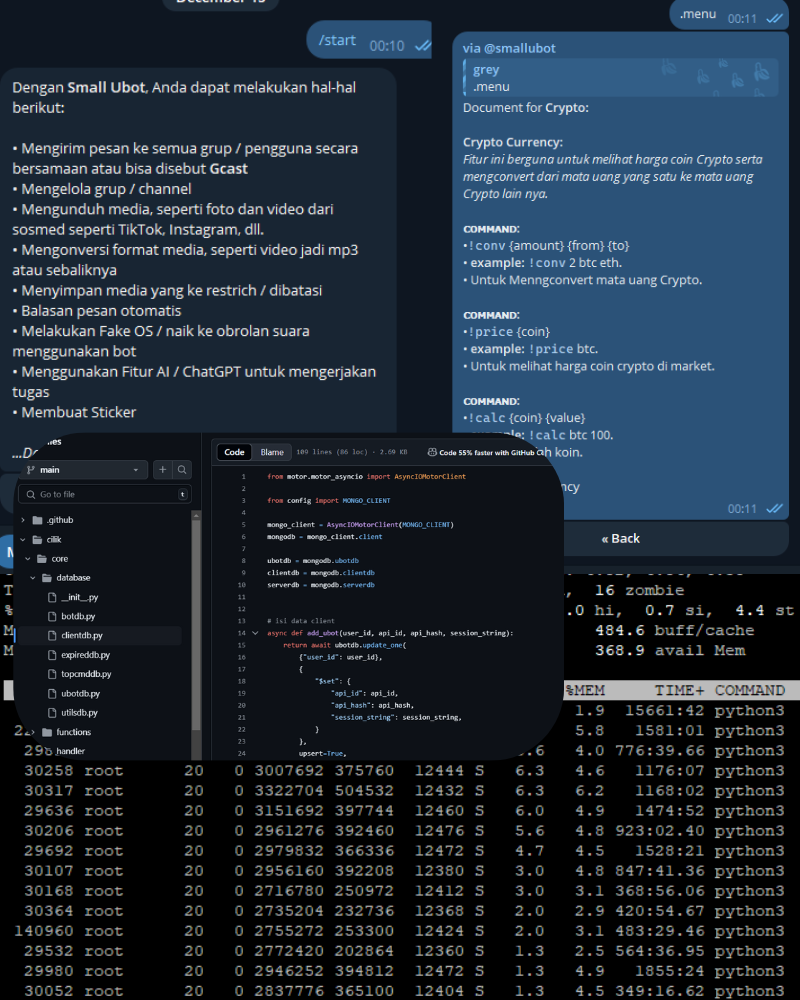 December 15
/start 00:10
Dengan Small Ubot, Anda dapat melakukan hal-hal
berikut:
• Mengirim pesan ke semua grup / pengguna secara
bersamaan atau bisa disebut Gcast
• Mengelola grup / channel
• Mengunduh media, seperti foto dan video dari
sosmed seperti TikTok, Instagram, dll.
• Mengonversi format media, seperti video jadi mp3
atau sebaliknya
• Menyimpan media yang ke restrich / dibatasi
• Balasan pesan otomatis
• Melakukan Fake OS / naik ke obrolan suara
menggunakan bot
• Menggunakan Fitur AI / ChatGPT untuk mengerjakan
tugas
• Membuat Sticker
.menu 00:11
via @smallubot
grey
.menu
Document for Crypto:
Crypto Currency:
Fitur ini berguna untuk melihat harga coin Crypto serta
mengconvert dari mata uang yang satu ke mata uang
Crypto lain nya.
COMMAND:
•!conv {amount} {from} {to}
• example: !conv 2 btc eth.
• Untuk Menngconvert mata uang Crypto.
COMMAND:
•!price {coin}
• example: !price btc.
• Untuk melihat harga coin crypto di market.
COMMAND:
•!calc {coin} {value}
!calc btc 100.
koin.
00:11
« Back
main
Go to file t
.github
cilik
core
database
__init__.py
botdb.py
clientdb.py
expireddb.py
topcmddb.py
ubotdb.py
utilsdb.py
functions
handler
Code Blame 109 lines (86 loc) · 2.89 KB Code 55% faster with GitHub
1 from motor.motor_asyncio import AsyncIOMotorClient
2
3 from config import MONGO_CLIENT
4
5 mongo_client = AsyncIOMotorClient(MONGO_CLIENT)
6 mongodb = mongo_client.client
7
8 ubotdb = mongodb.ubotdb
9 clientdb = mongodb.clientdb
10 serverdb = mongodb.serverdb
11
12
13 # isi data client
14 async def add_ubot(user_id, api_id, api_hash, session_string):
15 return await ubotdb.update_one(
16 {"user_id": user_id},
17 {
18 "$set": {
19 "api_id": api_id,
20 "api_hash": api_hash,
21 "session_string": session_string,
22 }
23 },
24 upsert=True,
, 16 zombie
.0 hi, 0.7 si, 4.4 st
484.6 buff/cache
368.9 avail Mem
%MEM TIME+ COMMAND
1.9 15661:42 python3
5.8 1581:01 python3
4.0 776:39.66 python3
30258 root 20 0 3007692 375760 12444 S 6.3 4.6 1176:07 python3
30317 root 20 0 3322704 504532 12432 S 6.3 6.2 1168:02 python3
29636 root 20 0 3151692 397744 12460 S 6.0 4.9 1474:52 python3
30206 root 20 0 2961276 392460 12476 S 5.6 4.8 923:02.40 python3
29692 root 20 0 2979832 366336 12472 S 4.7 4.5 1528:21 python3
30107 root 20 0 2956160 392208 12380 S 3.0 4.8 847:41.36 python3
30168 root 20 0 2716780 250972 12412 S 3.0 3.1 368:56.06 python3
30364 root 20 0 2735204 232736 12368 S 2.0 2.9 420:54.67 python3
140960 root 20 0 2755272 253300 12424 S 2.0 3.1 483:29.46 python3
29532 root 20 0 2772420 202864 12360 S 1.3 2.5 564:36.95 python3
29980 root 20 0 2946252 394812 12472 S 1.3 4.9 1855:24 python3
30052 root 20 0 2837776 365100 12404 S 1.3 4.5 349:16.62 python3